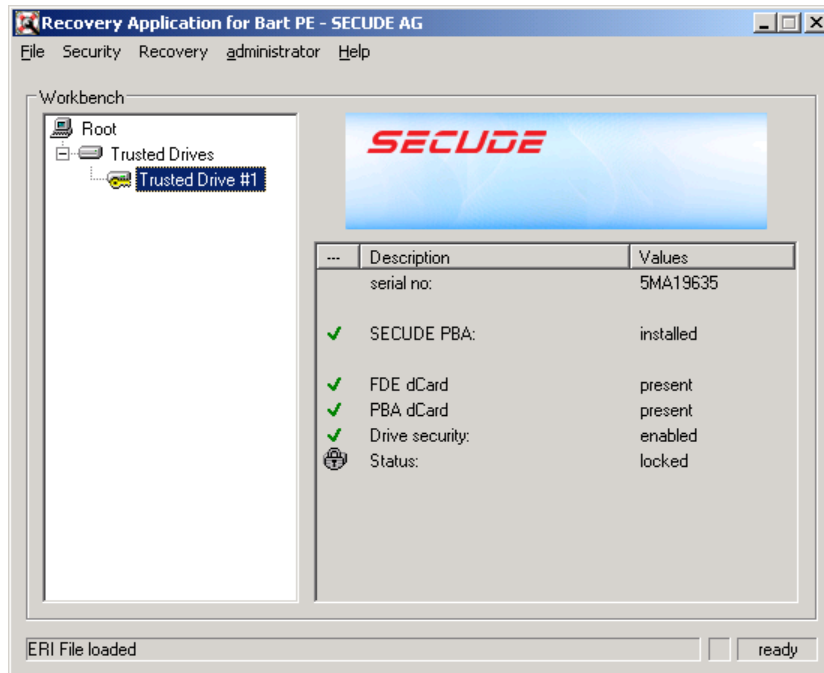 Recovery Application for Bart PE - SECUDE AG
File Security Recovery administrator Help
Workbench
Root
Trusted Drives
Trusted Drive #1
SECUDE
--- Description Values
serial no: 5MA19635
SECUDE PBA: installed
FDE dCard present
PBA dCard present
Drive security: enabled
Status: locked
ERI File loaded ready